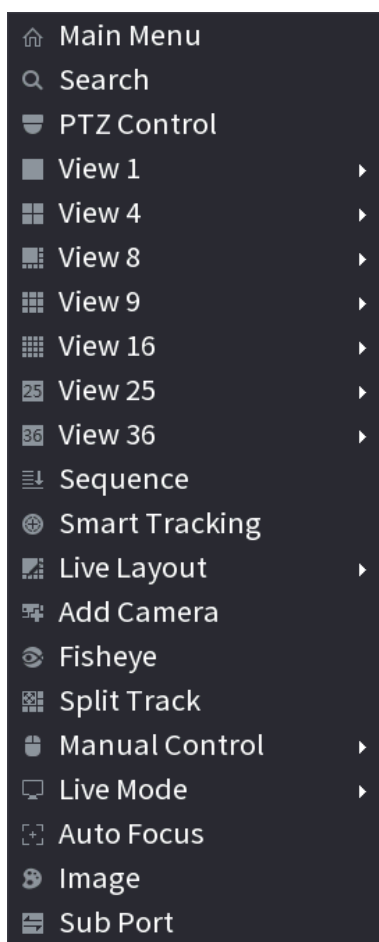 Main Menu
Search
PTZ Control
View 1
View 4
View 8
View 9
View 16
25 View 25
36 View 36
Sequence
Smart Tracking
Live Layout
Add Camera
Fisheye
Split Track
Manual Control
Live Mode
Auto Focus
Image
Sub Port